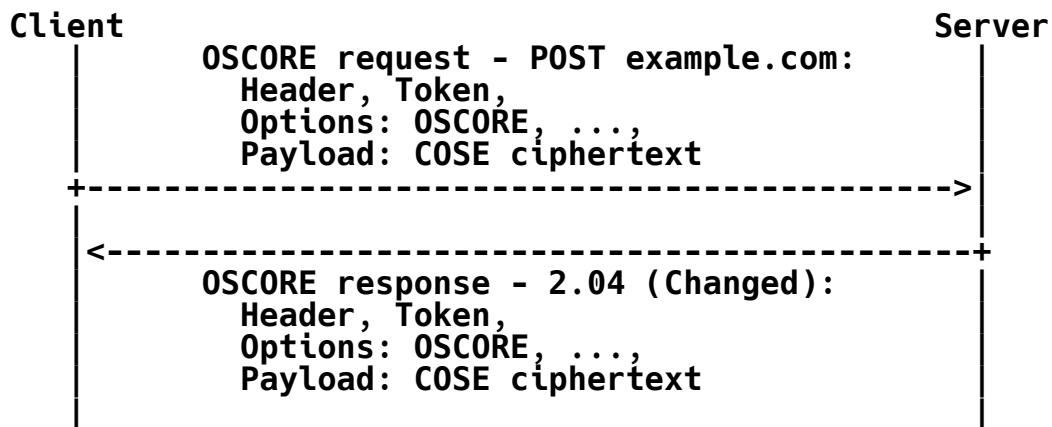 Client Server
OSCORE request - POST example.com:
Header, Token,
Options: OSCORE, ...,
Payload: COSE ciphertext
+--------------------------------------------->|
|<---------------------------------------------+
OSCORE response - 2.04 (Changed):
Header, Token,
Options: OSCORE, ...,
Payload: COSE ciphertext